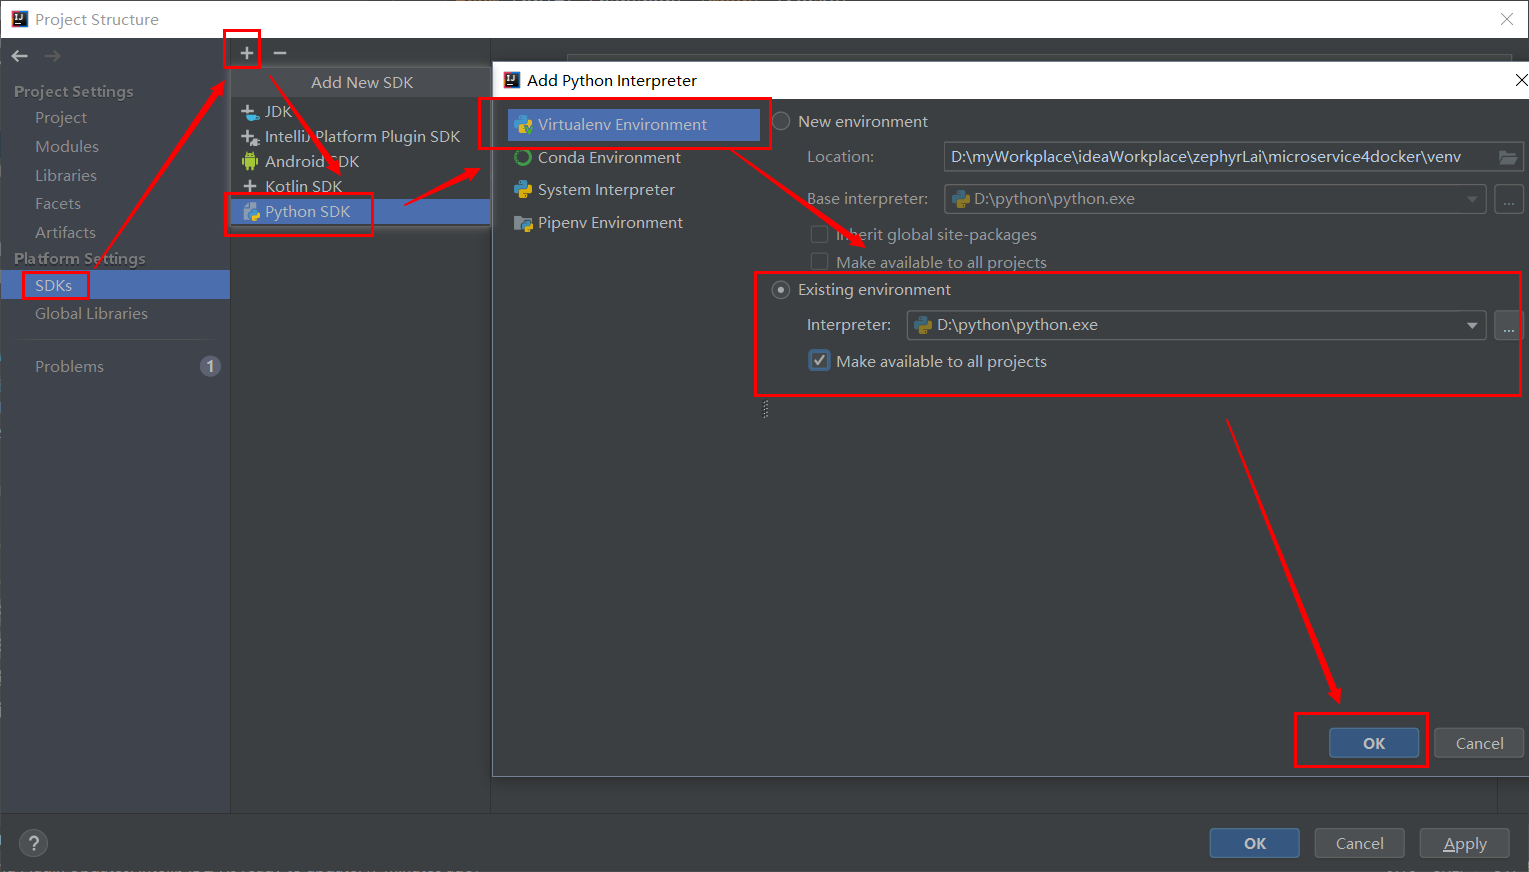 Project Structure
Project Settings
Project
Modules
Libraries
Facets
Artifacts
Platform Settings
SDKs
Global Libraries
Problems
1
Add New SDK
JDK
IntelliJ Platform Plugin SDK
Android SDK
Kotlin SDK
Python SDK
Add Python Interpreter
Virtualenv Environment
Conda Environment
System Interpreter
Pipenv Environment
New environment
Location: D:\myWorkplace\ideaWorkplace\zephyrLai\microservice4docker\venv
Base interpreter: D:\python\python.exe
...
Inherit global site-packages
Make available to all projects
Existing environment
Interpreter: D:\python\python.exe
...
Make available to all projects
OK
Cancel
?
OK
Cancel
Apply